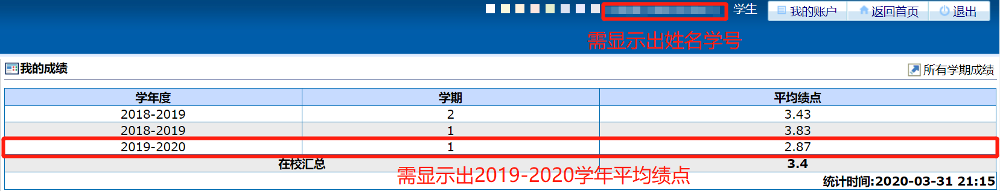 学生 我的账户 返回首页 退出
需显示出姓名学号
我的成绩 所有学期成绩
学年度 学期 平均绩点
2018-2019 2 3.43
2018-2019 1 3.83
2019-2020 1 2.87
在校汇总 3.4
需显示出2019-2020学年平均绩点
统计时间:2020-03-31 21:15